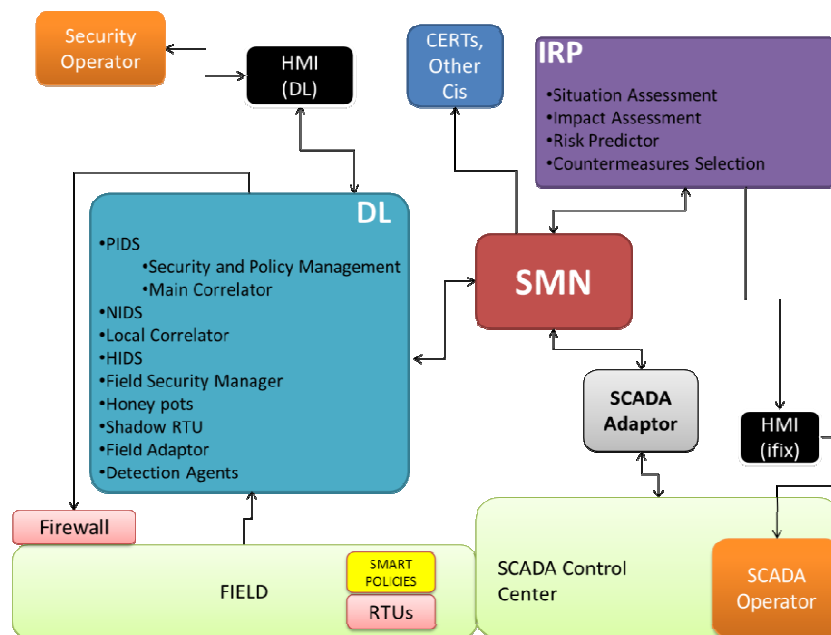 Security
Operator
HMI
(DL)
CERTs,
Other
Cis
IRP
•Situation Assessment
•Impact Assessment
•Risk Predictor
•Countermeasures Selection
DL
•PIDS
•Security and Policy Management
•Main Correlator
•NIDS
•Local Correlator
•HIDS
•Field Security Manager
•Honey pots
•Shadow RTU
•Field Adaptor
•Detection Agents
SMN
SCADA
Adaptor
HMI
(ifix)
Firewall
FIELD
SMART
POLICIES
RTUs
SCADA Control
Center
SCADA
Operator